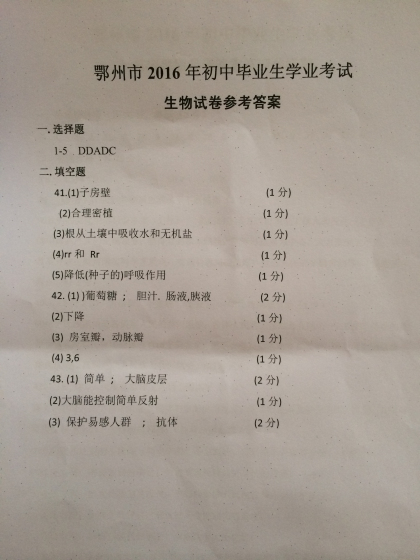 鄂州市 2016 年初中毕业生学业考试
生物试卷参考答案
一. 选择题
1-5 DDADC
二. 填空题
41.(1)子房壁 (1 分)
(2)合理密植 (1 分)
(3)根从土壤中吸收水和无机盐 (1 分)
(4)rr 和 Rr (1 分)
(5)降低(种子的)呼吸作用 (1 分)
42. (1) )葡萄糖 ； 胆汁. 肠液,胰液 (2 分)
(2)下降 (1 分)
(3) 房室瓣，动脉瓣 (1 分)
(4) 3,6 (1 分)
43. (1) 简单 ； 大脑皮层 (2 分)
(2)大脑能控制简单反射 (1 分)
(3) 保护易感人群 ； 抗体 (2 分)